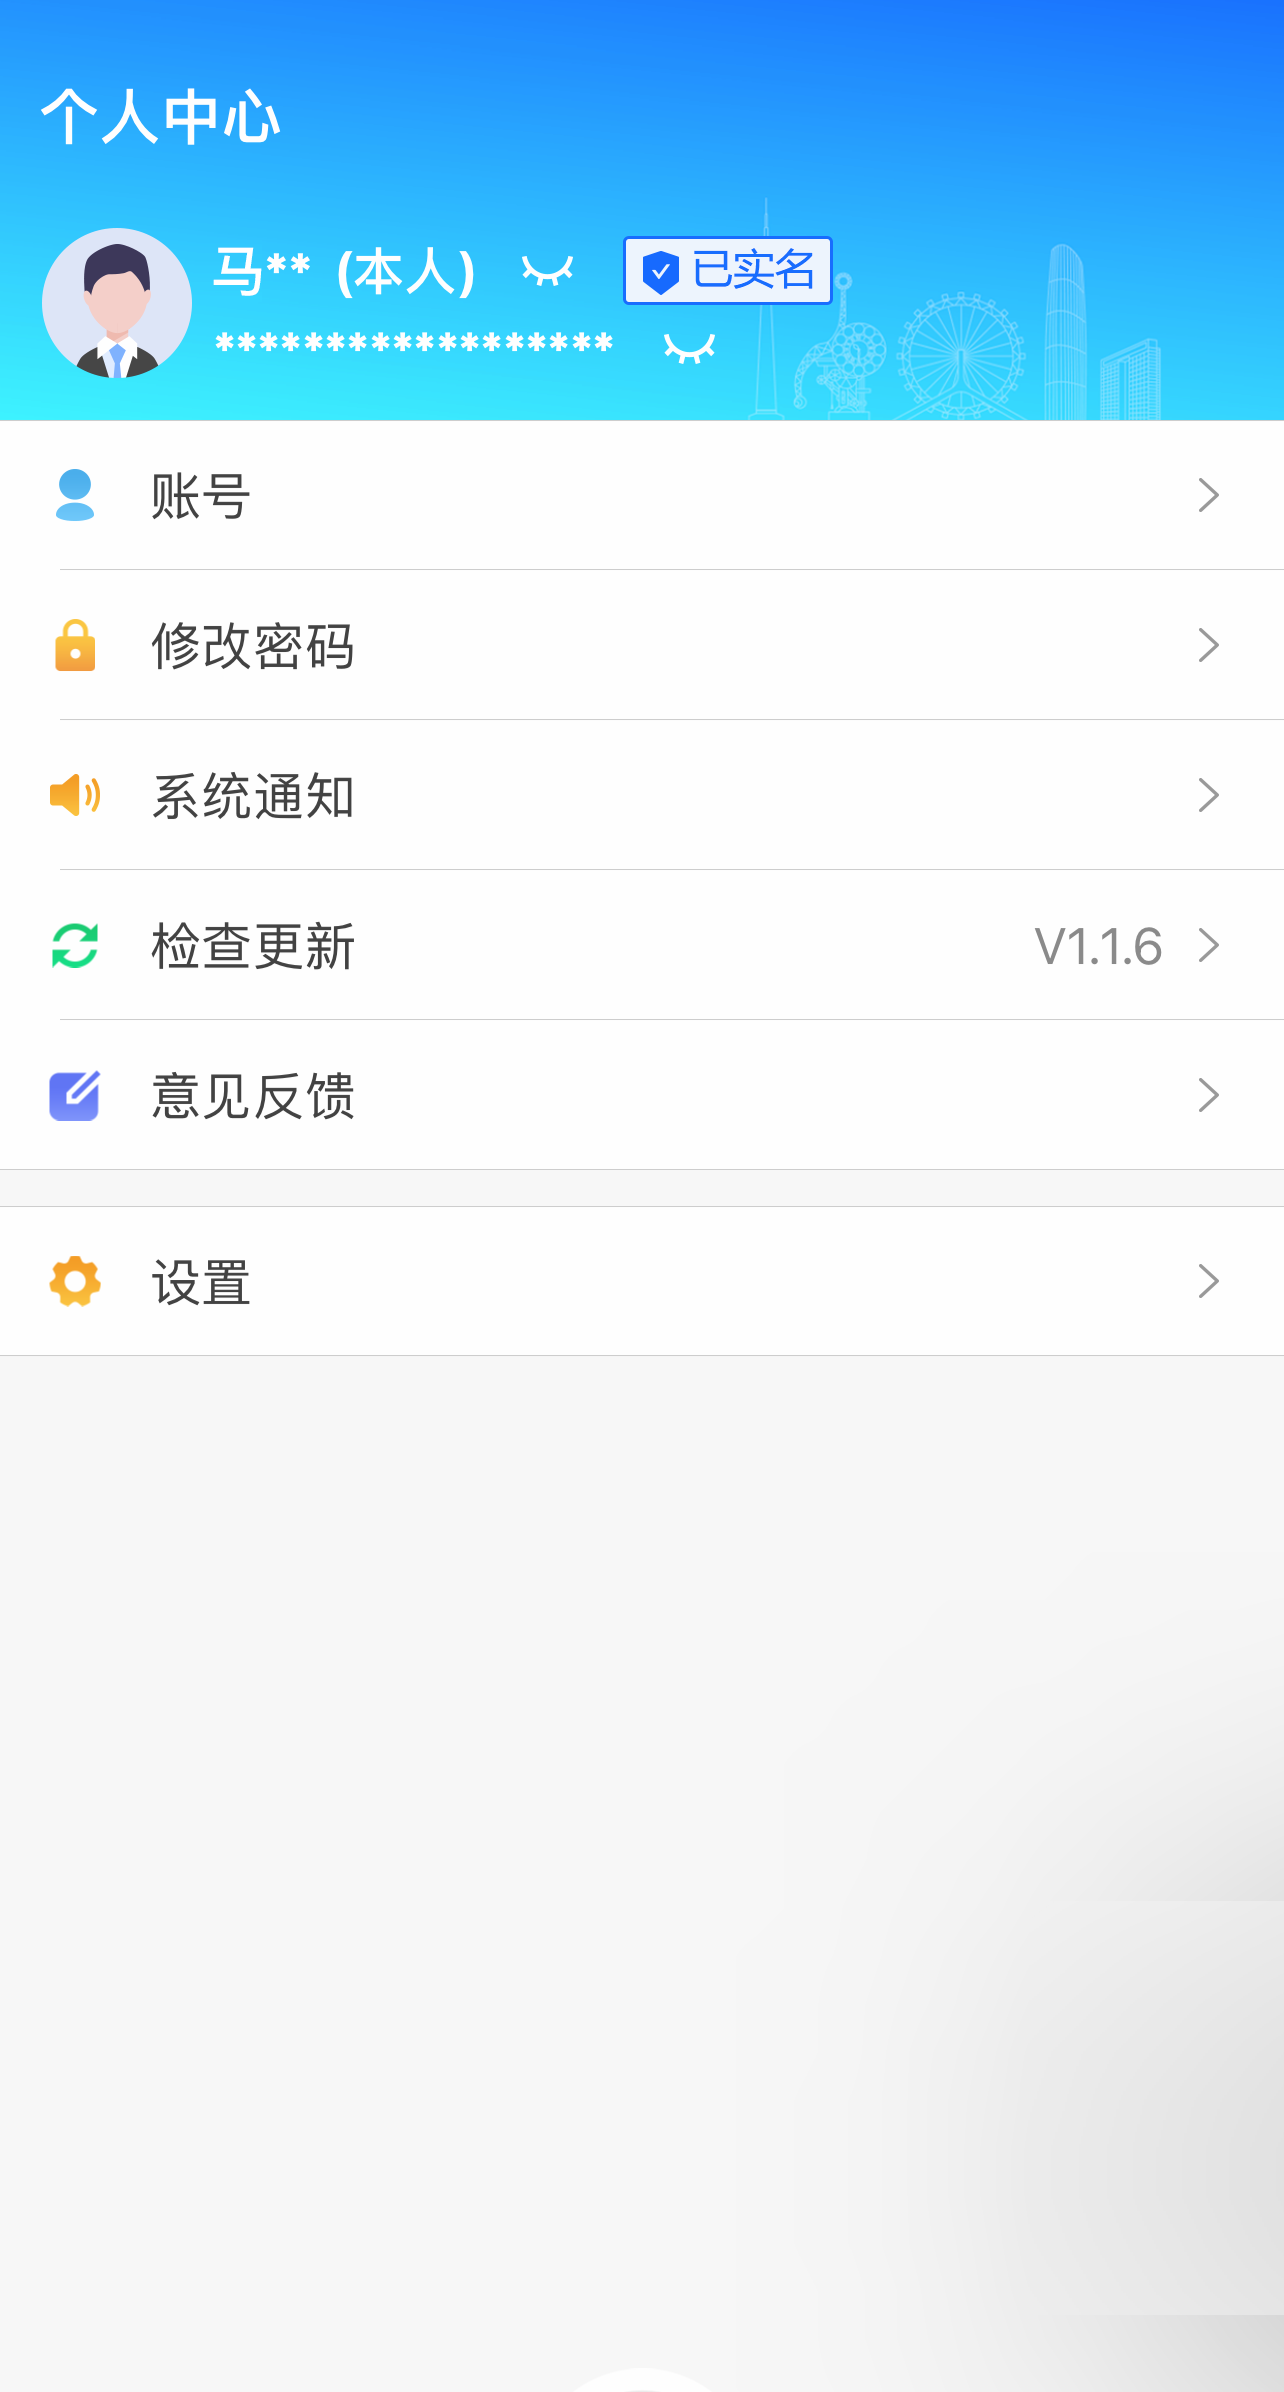 个人中心
马** (本人) 已实名
******************
账号
修改密码
系统通知
检查更新 V1.1.6
意见反馈
设置